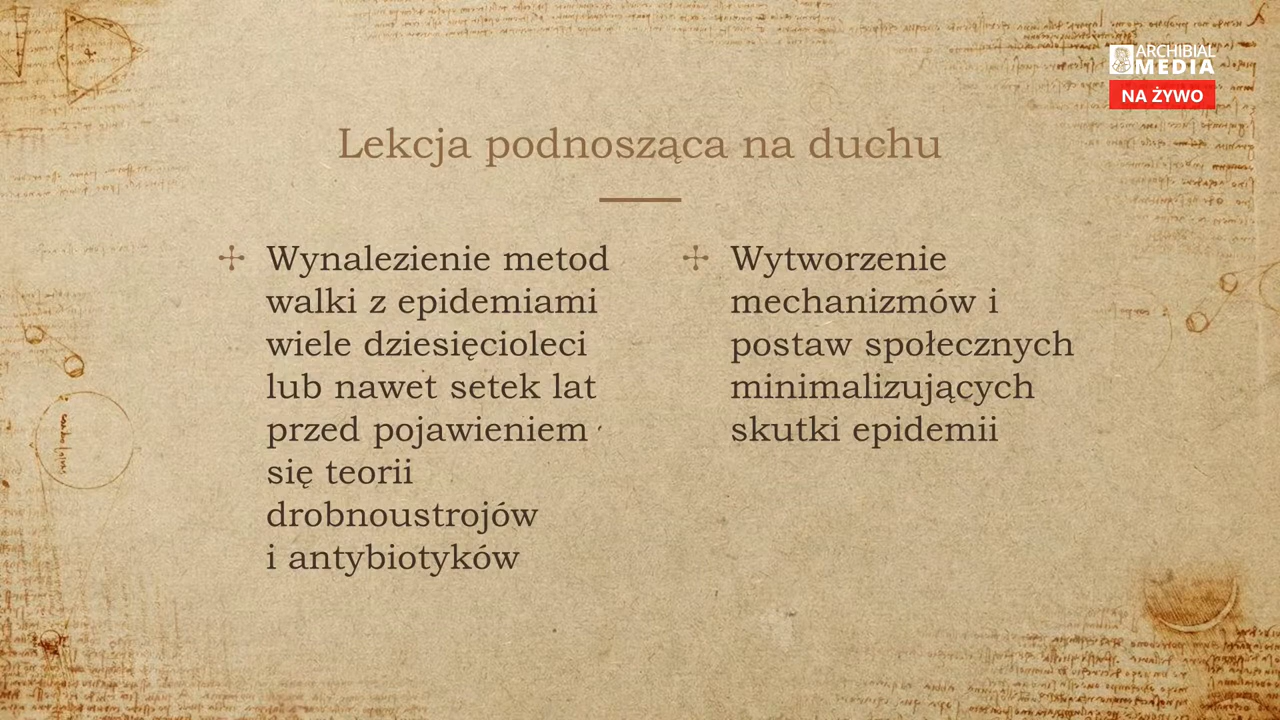 ARCHIBIAL
MEDIA
NA ŻYWO
Lekcja podnosząca na duchu
Wynalezienie metod
walki z epidemiami
wiele dziesięcioleci
lub nawet setek lat
przed pojawieniem
się teorii
drobnoustrojów
i antybiotyków
Wytworzenie
mechanizmów i
postaw społecznych
minimalizujących
skutki epidemii